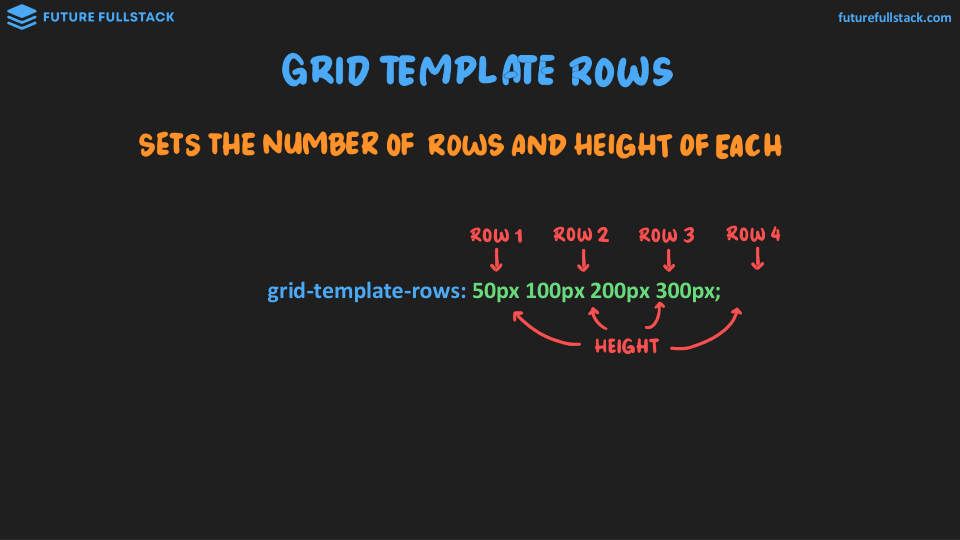 FUTURE FULLSTACK
futurefullstack.com
GRID TEMPLATE ROWS
SETS THE NUMBER OF ROWS AND HEIGHT OF EACH
ROW 1 ROW 2 ROW 3 ROW 4
grid-template-rows: 50px 100px 200px 300px;
HEIGHT